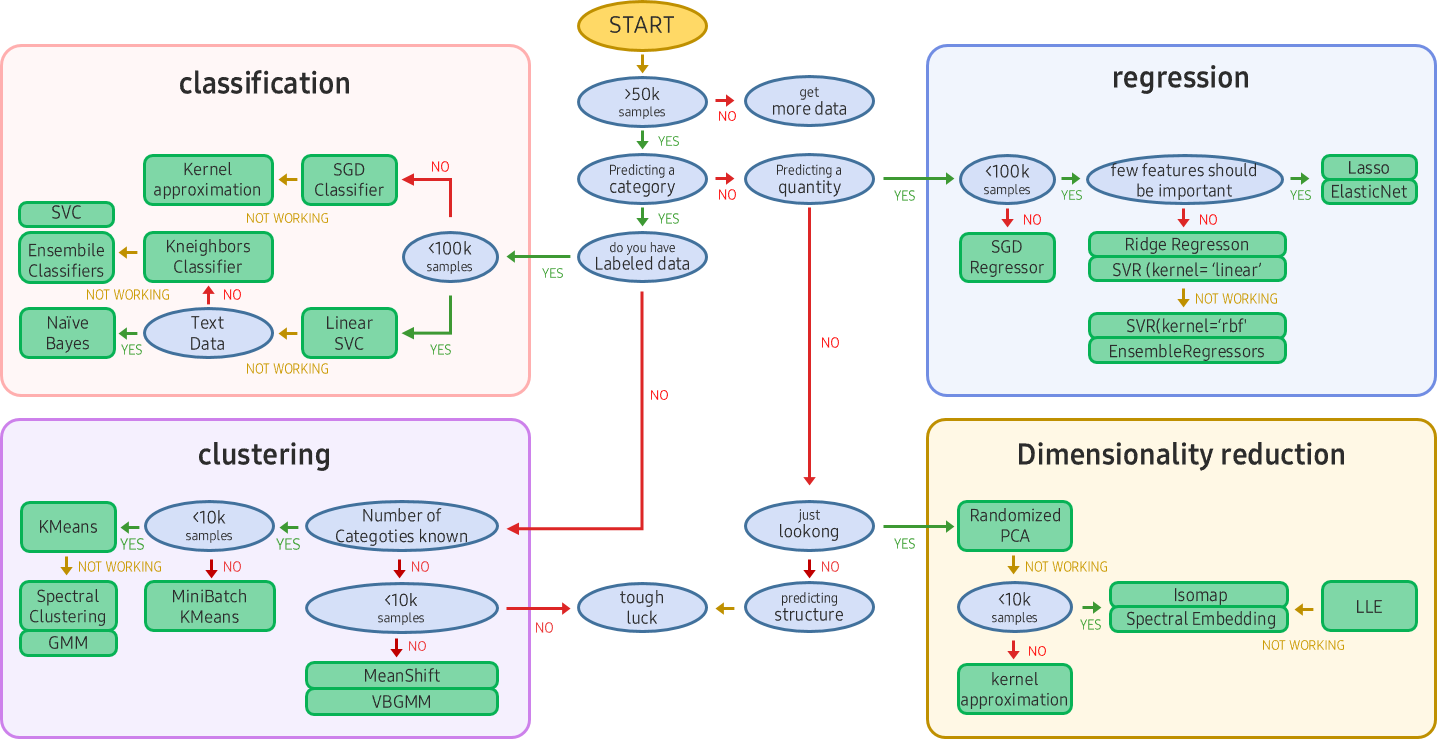 START
>50k
samples
NO
get
more data
YES
Predicting a
category
NO
Predicting a
quantity
YES
YES
do you have
Labeled data
YES
NO
NO
classification
Kernel
approximation
SGD
Classifier
NO
NOT WORKING
SVC
Ensembile
Classifiers
Kneighbors
Classifier
<100k
samples
NOT WORKING
NO
Naïve
Bayes
YES
Text
Data
Linear
SVC
YES
NOT WORKING
regression
<100k
samples
YES
few features should
be important
YES
Lasso
ElasticNet
NO
NO
SGD
Regressor
Ridge Regresson
SVR (kernel= ‘linear’
NOT WORKING
SVR(kernel=‘rbf'
EnsembleRegressors
clustering
KMeans
YES
<10k
samples
YES
Number of
Categoties known
NOT WORKING
NO
NO
Spectral
Clustering
GMM
MiniBatch
KMeans
<10k
samples
NO
NO
MeanShift
VBGMM
tough
luck
just
lookong
YES
NO
predicting
structure
Dimensionality reduction
Randomized
PCA
NOT WORKING
<10k
samples
YES
Isomap
Spectral Embedding
LLE
NOT WORKING
NO
kernel
approximation